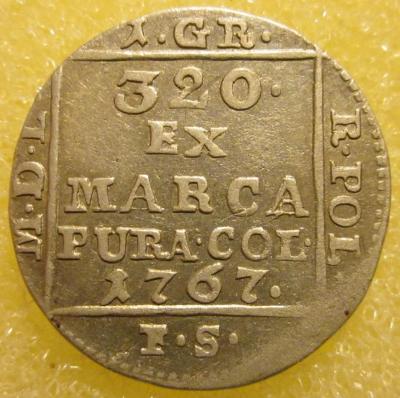 1.GR.
320.
EX
MARCA
PURA.COL.
1767.
F.S.
M.D.L
R.POL